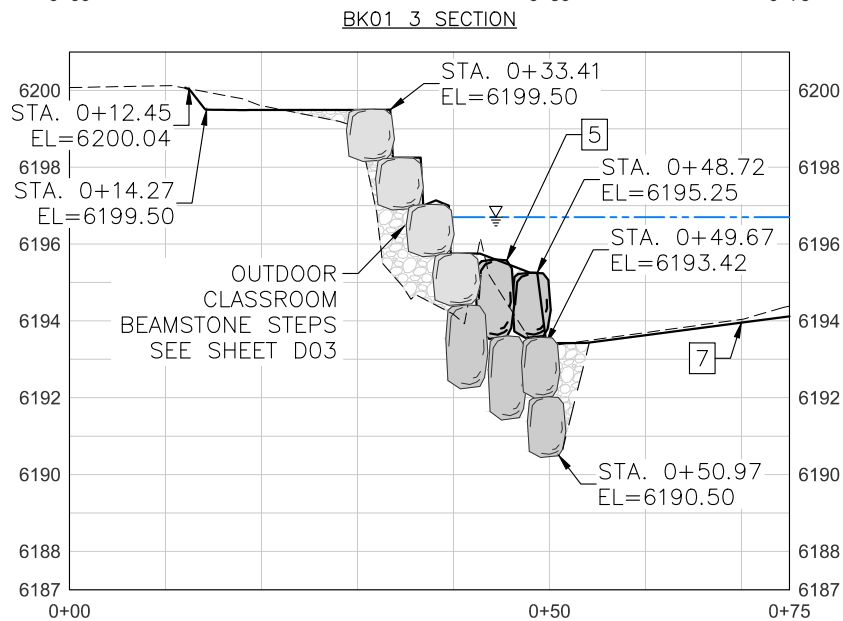 BK01 3 SECTION
6200
6198
6196
6194
6192
6190
6188
6187
STA. 0+12.45
EL=6200.04
STA. 0+14.27
EL=6199.50
STA. 0+33.41
EL=6199.50
5
STA. 0+48.72
EL=6195.25
STA. 0+49.67
EL=6193.42
OUTDOOR
CLASSROOM
BEAMSTONE STEPS
SEE SHEET D03
7
STA. 0+50.97
EL=6190.50
6200
6198
6196
6194
6192
6190
6188
6187
0+00
0+50
0+75